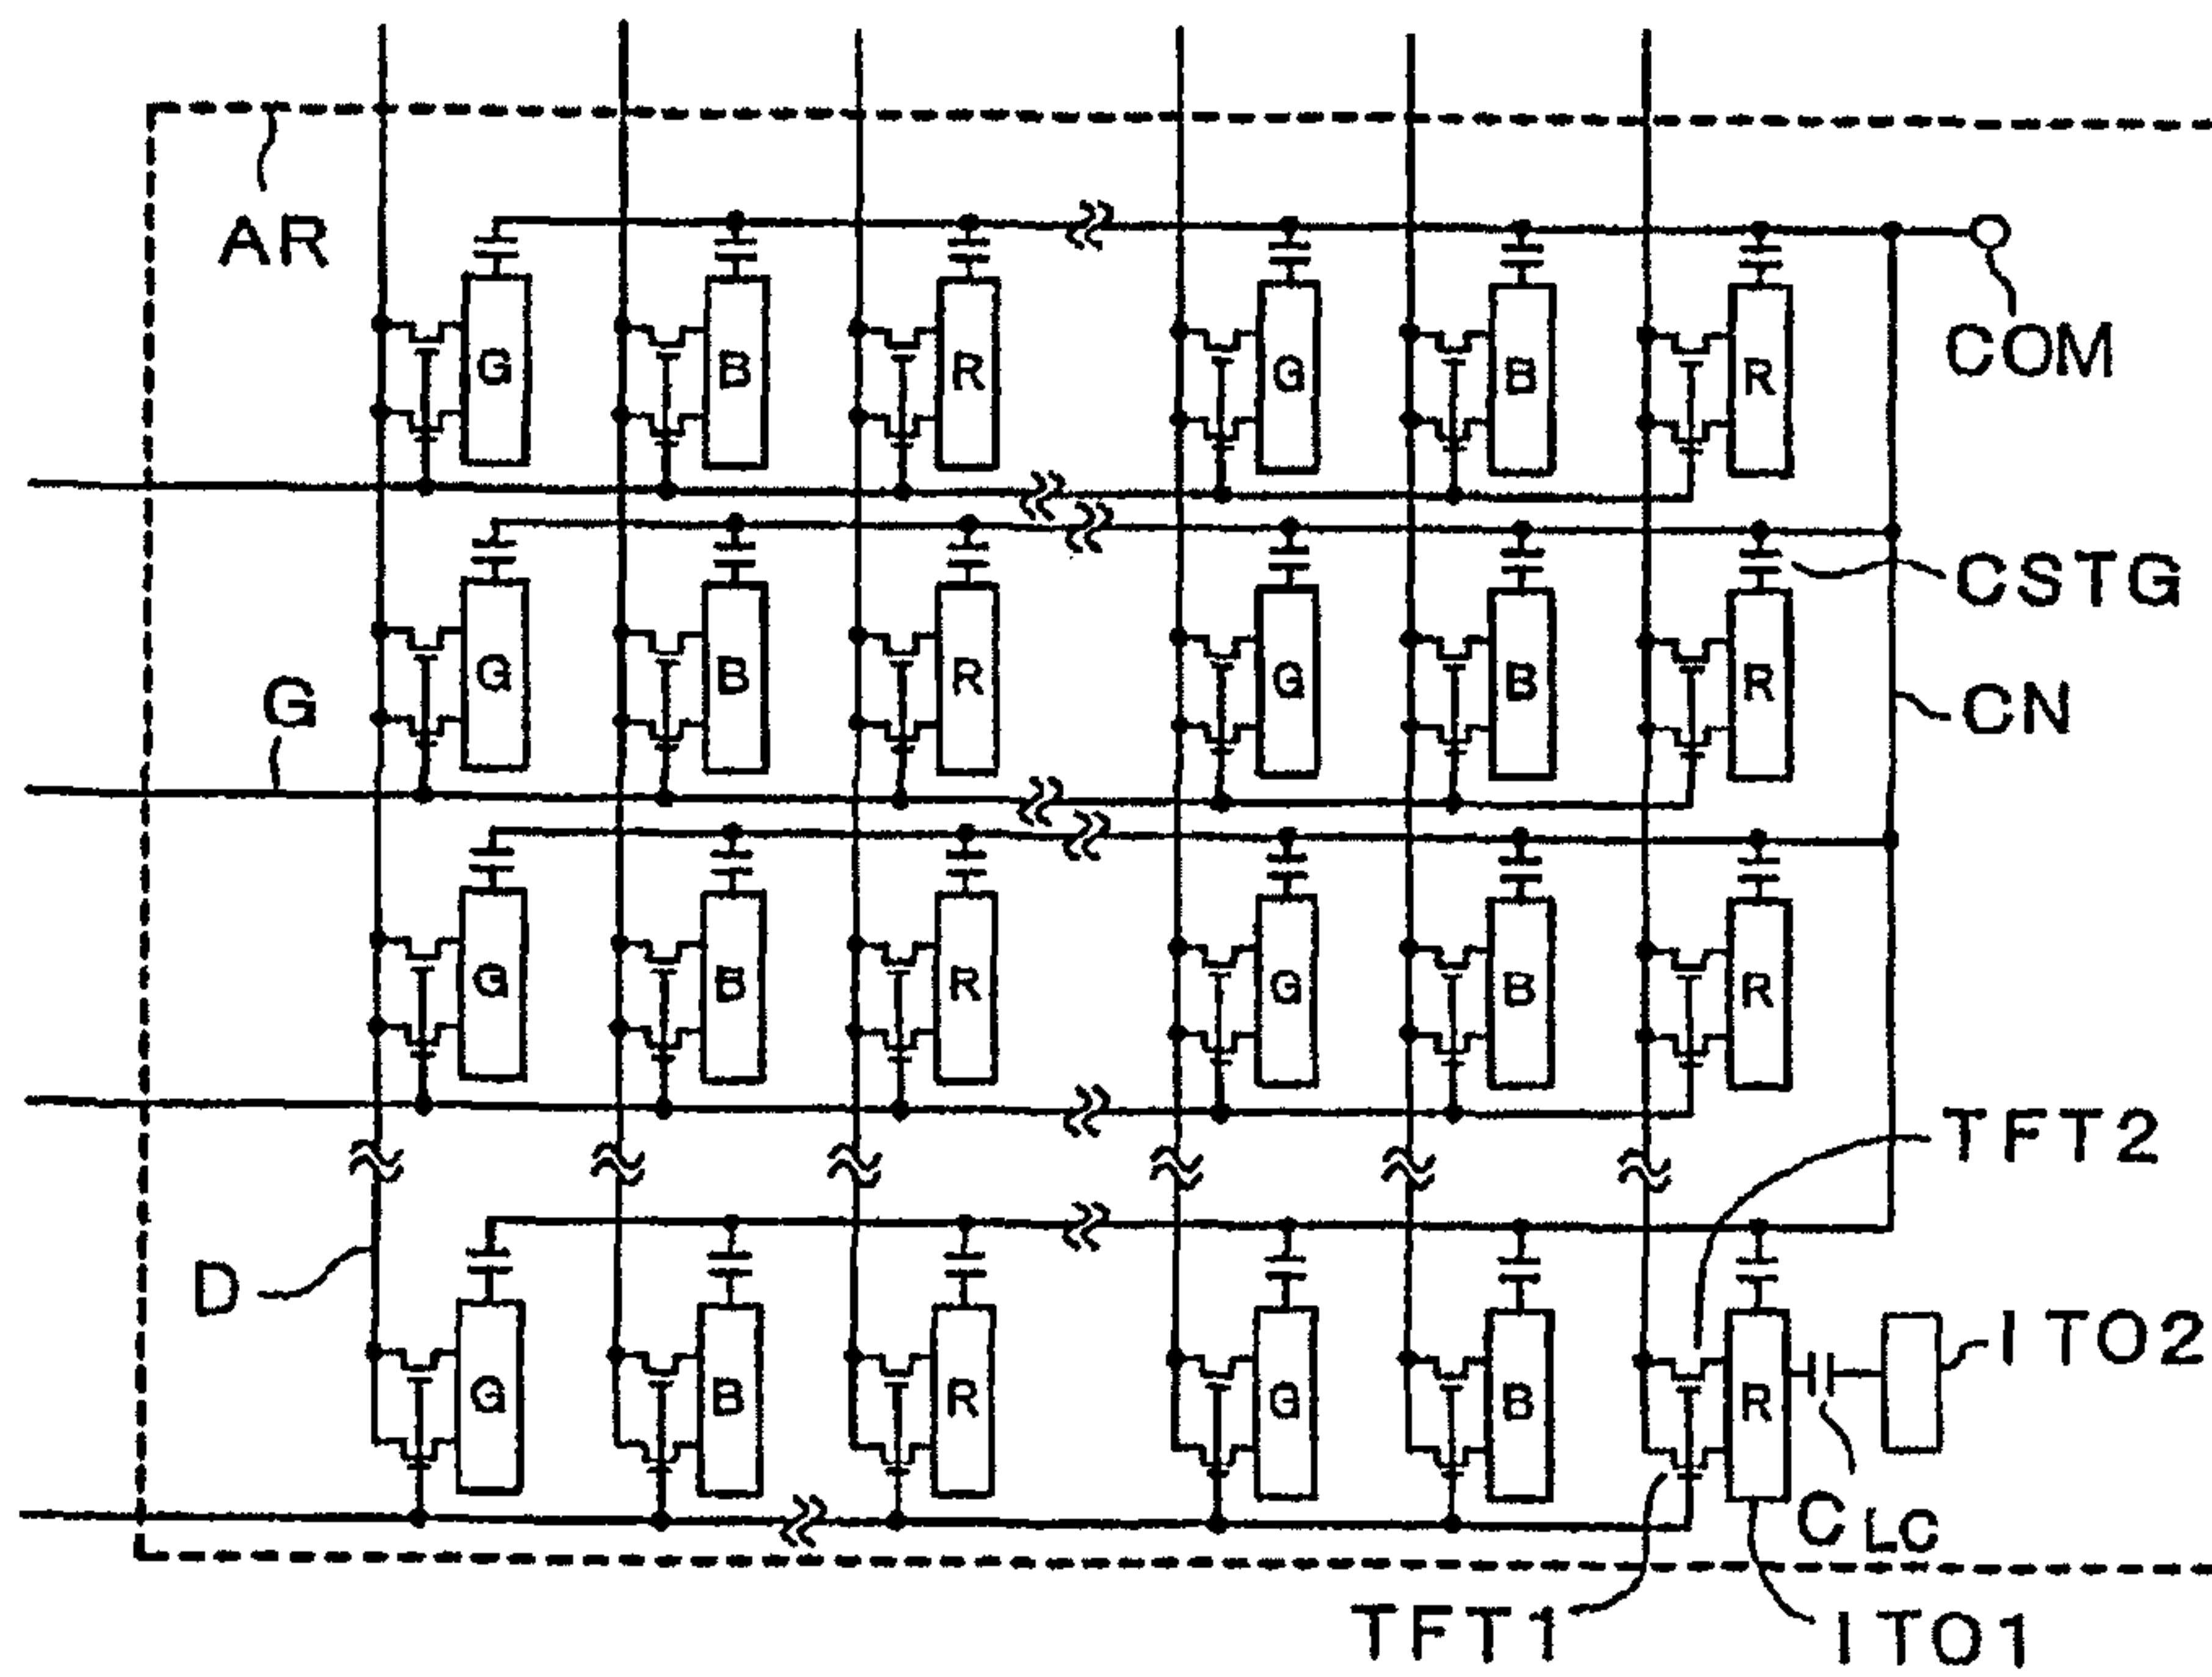 AR
COM
G B R G B R
CSTG
G B R G B R
G
CN
G B R G B R
TFT2
D
ITO2
G B R G B R
CLC
TFT1
ITO1